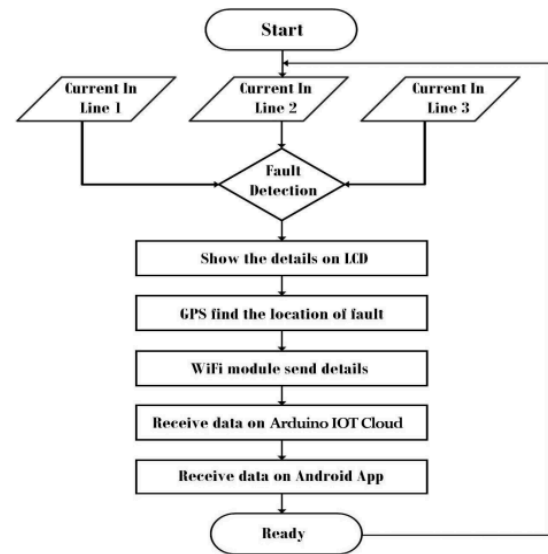 Start
Current In
Line 1
Current In
Line 2
Current In
Line 3
Fault
Detection
Show the details on LCD
GPS find the location of fault
WiFi module send details
Receive data on Arduino IOT Cloud
Receive data on Android App
Ready